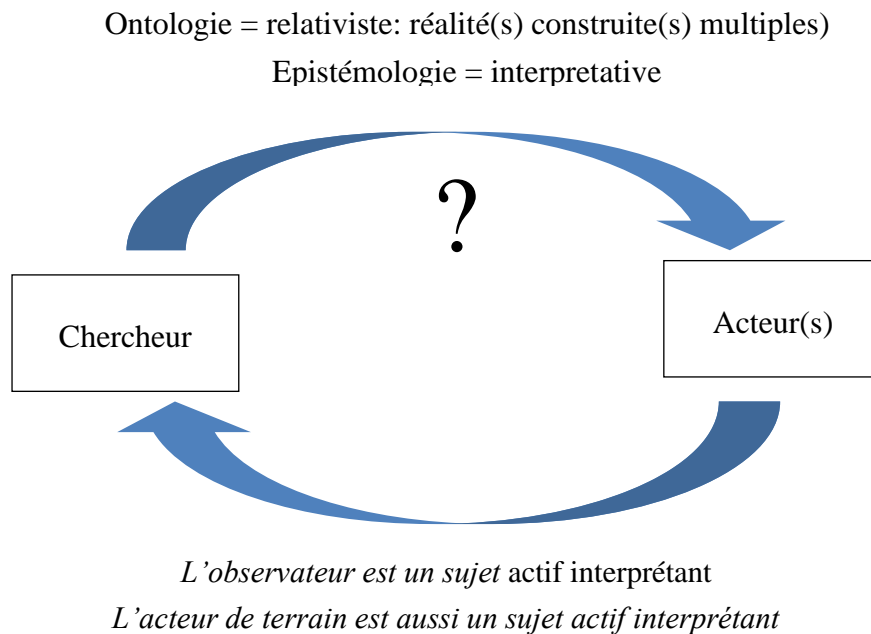 Ontologie = relativiste: réalité(s) construite(s) multiples)
Epistémologie = interpretative
?
Chercheur
Acteur(s)
L’observateur est un sujet actif interprétant
L’acteur de terrain est aussi un sujet actif interprétant